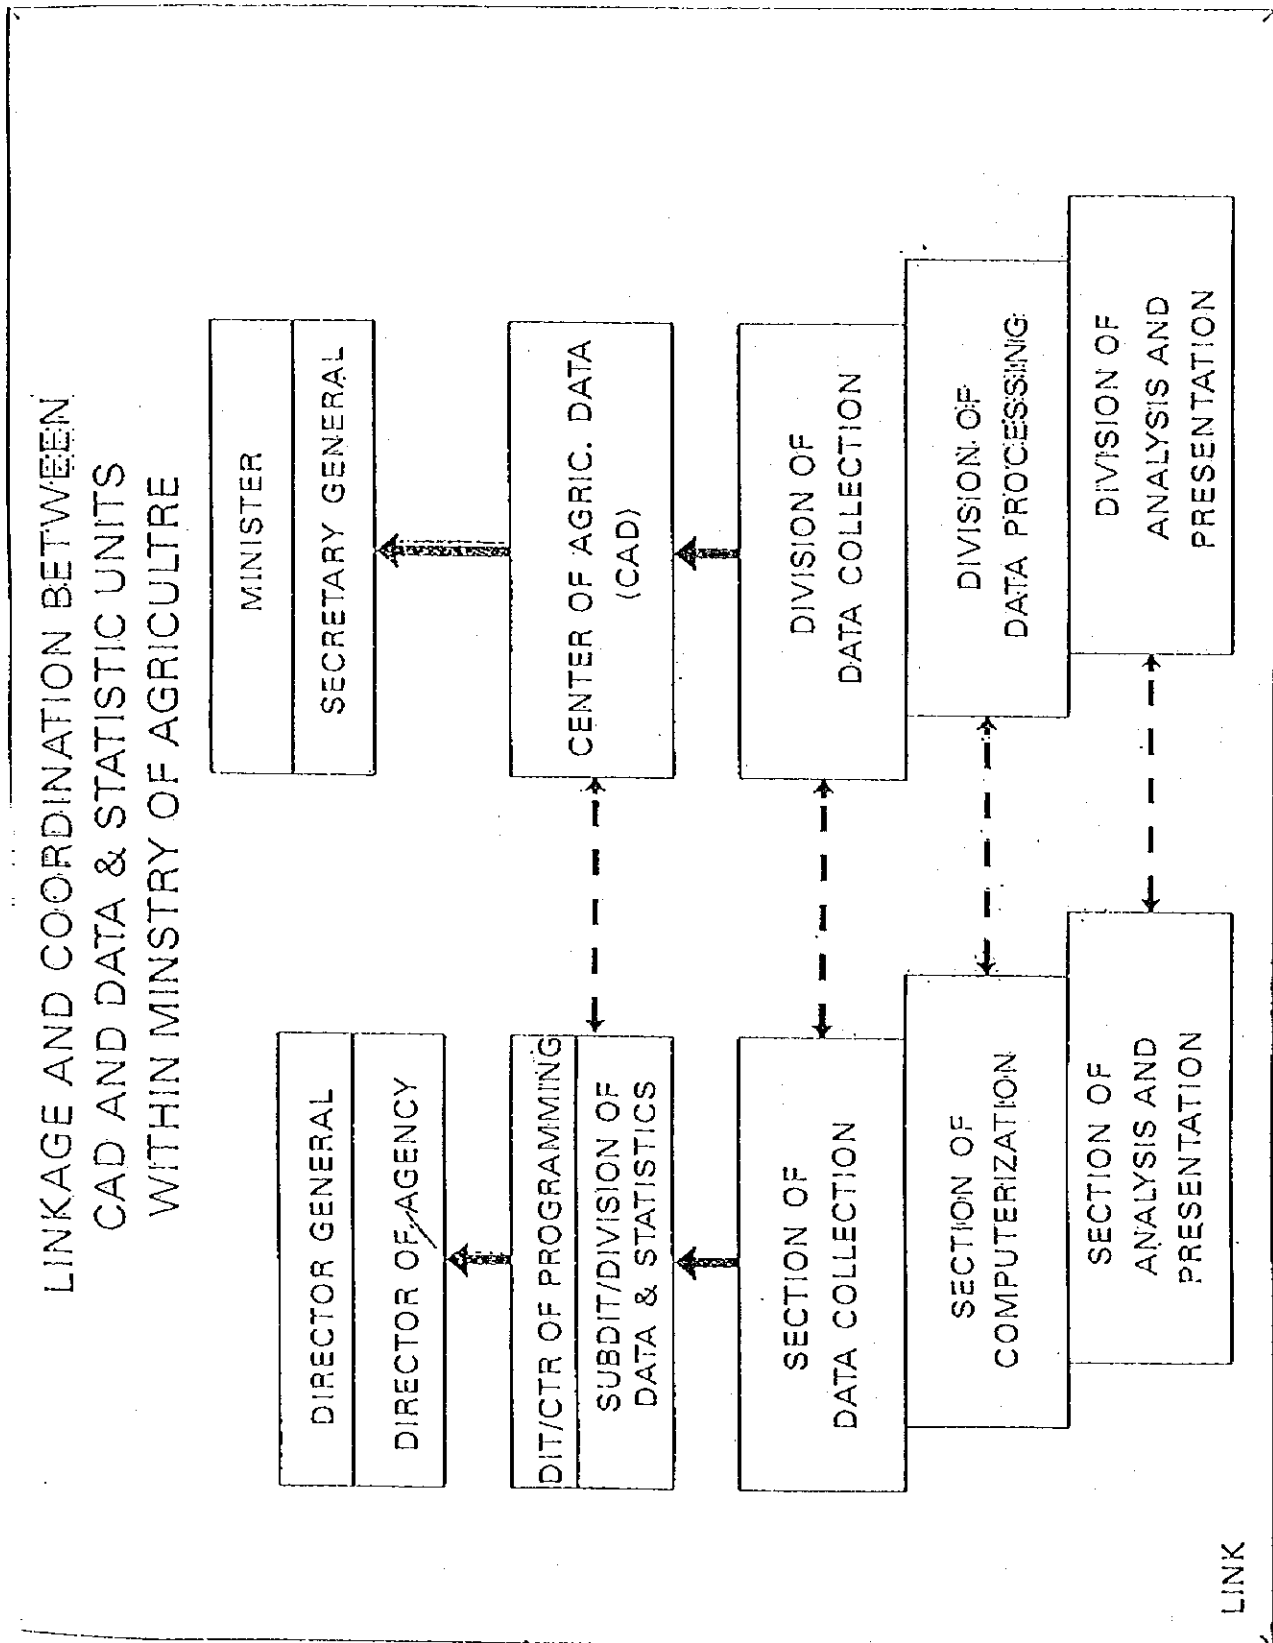 LINKAGE AND COORDINATION BETWEEN
CAD AND DATA & STATISTIC UNITS
WITHIN MINSTRY OF AGRICULTRE
DIRECTOR GENERAL
DIRECTOR OF AGENCY
DIT/CTR OF PROGRAMMING
SUBDIT/DIVISION OF
DATA & STATISTICS
SECTION OF
DATA COLLECTION
SECTION OF
COMPUTERIZATION
SECTION OF
ANALYSIS AND
PRESENTATION
MINISTER
SECRETARY GENERAL
CENTER OF AGRIC. DATA
(CAD)
DIVISION OF
DATA COLLECTION
DIVISION OF
DATA PROCESSING
DIVISION OF
ANALYSIS AND
PRESENTATION
LINK